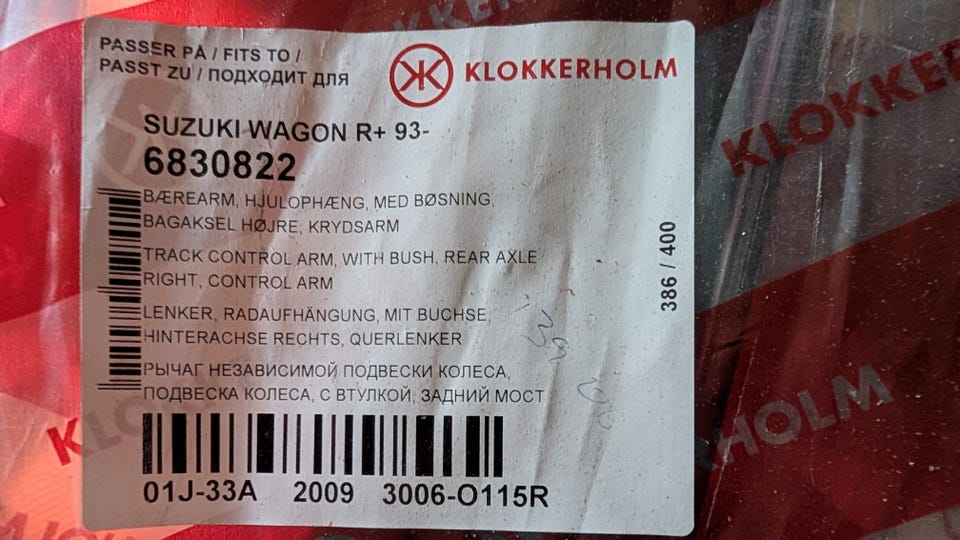 PASSER PÅ / FITS TO /
PASST ZU / ПОДХОДИТ ДЛЯ
KLOKKERHOLM
SUZUKI WAGON R+ 93-
6830822
BÆREARM, HJULOPHÆNG, MED BØSNING,
BAGAKSEL HØJRE, KRYDSARM
TRACK CONTROL ARM, WITH BUSH, REAR AXLE
RIGHT, CONTROL ARM
LENKER, RADAUFHÄNGUNG, MIT BUCHSE,
HINTERACHSE RECHTS, QUERLENKER
РЫЧАГ НЕЗАВИСИМОЙ ПОДВЕСКИ КОЛЕСА,
ПОДВЕСКА КОЛЕСА, С ВТУЛКОЙ, ЗАДНИЙ МОСТ
01J-33A 2009 3006-O115R
386 / 400
KLOKKE
HOLM